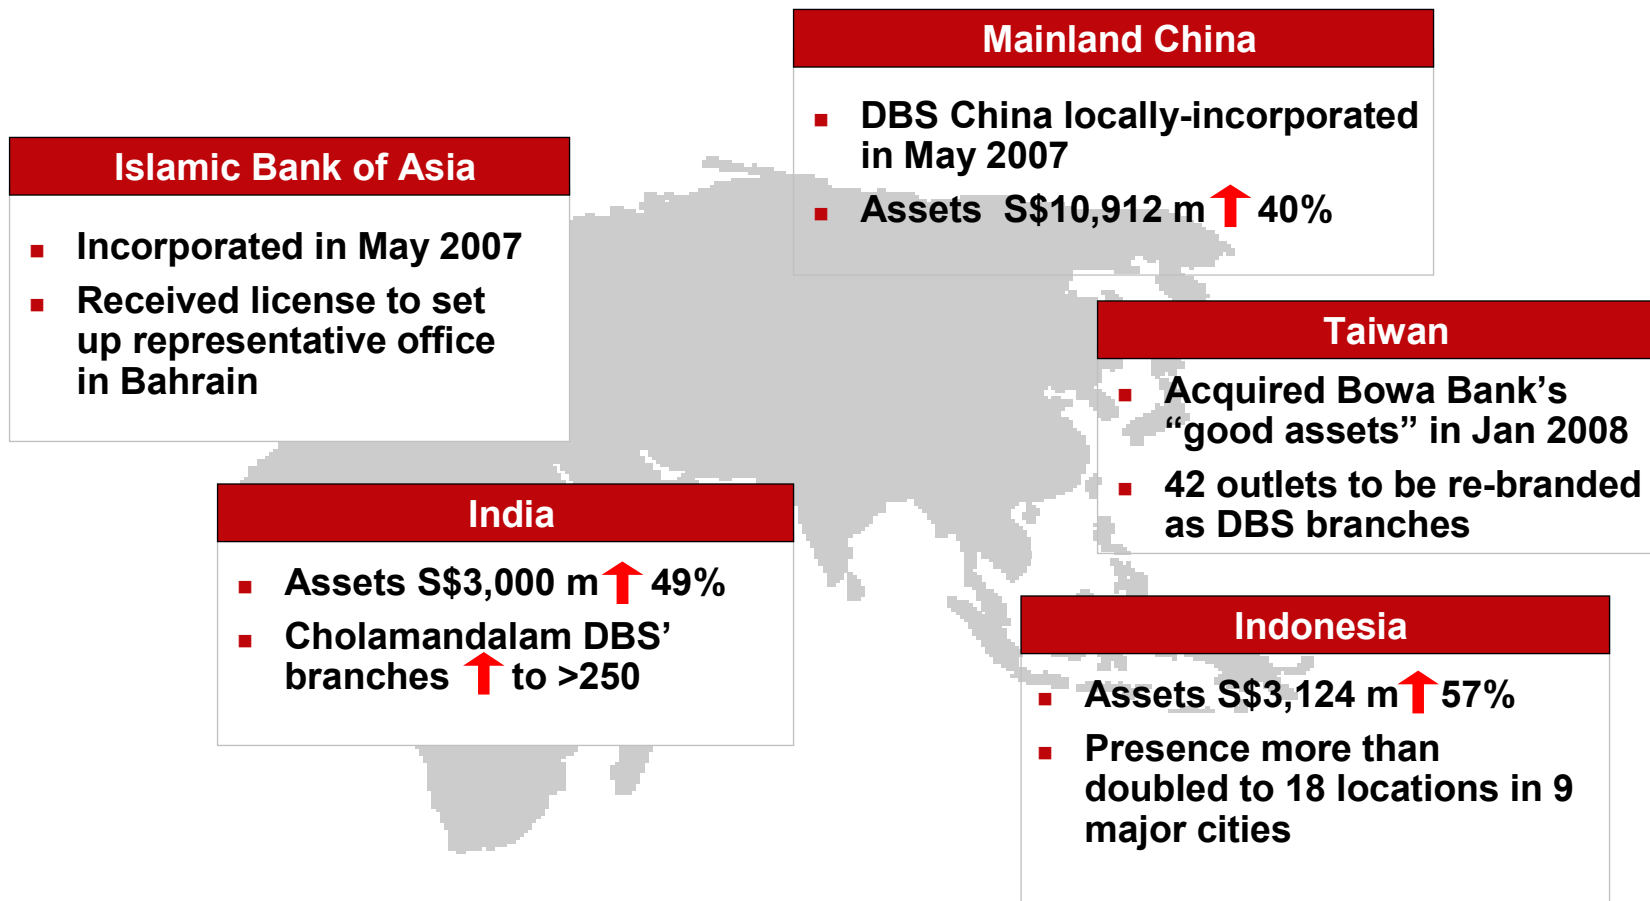 Mainland China
DBS China locally-incorporated
in May 2007
Assets S$10,912 m 40%
Islamic Bank of Asia
Incorporated in May 2007
Received license to set
up representative office
in Bahrain
Taiwan
Acquired Bowa Bank’s
“good assets” in Jan 2008
42 outlets to be re-branded
as DBS branches
India
Assets S$3,000 m 49%
Cholamandalam DBS’
branches to >250
Indonesia
Assets S$3,124 m 57%
Presence more than
doubled to 18 locations in 9
major cities